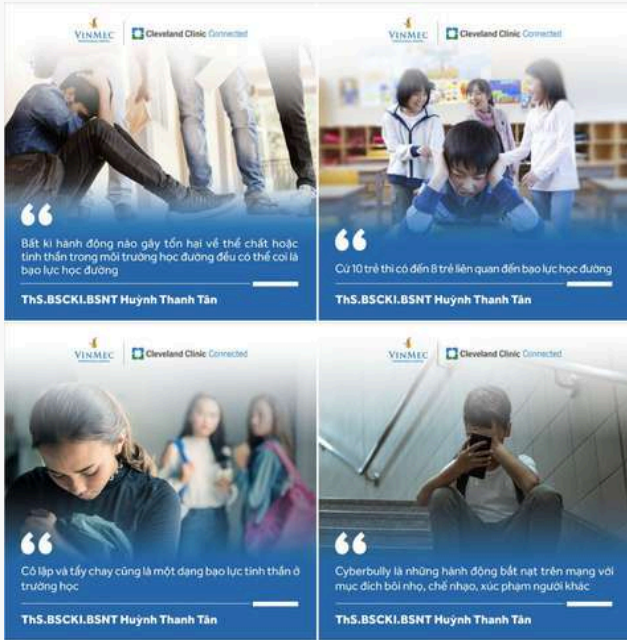 VINMEC
Cleveland Clinic Connected
Bất kì hành động nào gây tổn hại về thể chất hoặc
tinh thần trong môi trường học đường đều có thể coi là
bạo lực học đường
ThS.BSCKI.BSNT Huỳnh Thanh Tân
VINMEC
Cleveland Clinic Connected
Cứ 10 trẻ thì có đến 8 trẻ liên quan đến bạo lực học đường
ThS.BSCKI.BSNT Huỳnh Thanh Tân
VINMEC
Cleveland Clinic Connected
Cô lập và tẩy chay cũng là một dạng bạo lực tinh thần ở
trường học
ThS.BSCKI.BSNT Huỳnh Thanh Tân
VINMEC
Cleveland Clinic Connected
Cyberbully là những hành động bắt nạt trên mạng với
mục đích bôi nhọ, chế nhạo, xúc phạm người khác
ThS.BSCKI.BSNT Huỳnh Thanh Tân